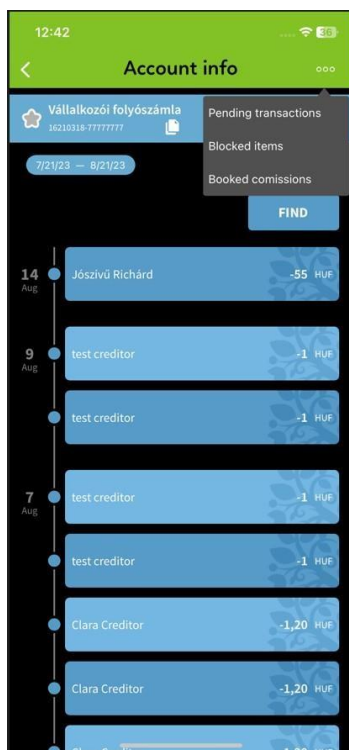 12:42
36
Account info
Vállalkozói folyószámla
16210318-77777777
Pending transactions
Blocked items
Booked comissions
7/21/23 — 8/21/23
FIND
14 Aug
Jószívű Richárd -55 HUF
9 Aug
test creditor -1 HUF
test creditor -1 HUF
7 Aug
test creditor -1 HUF
test creditor -1 HUF
Clara Creditor -1,20 HUF
Clara Creditor -1,20 HUF